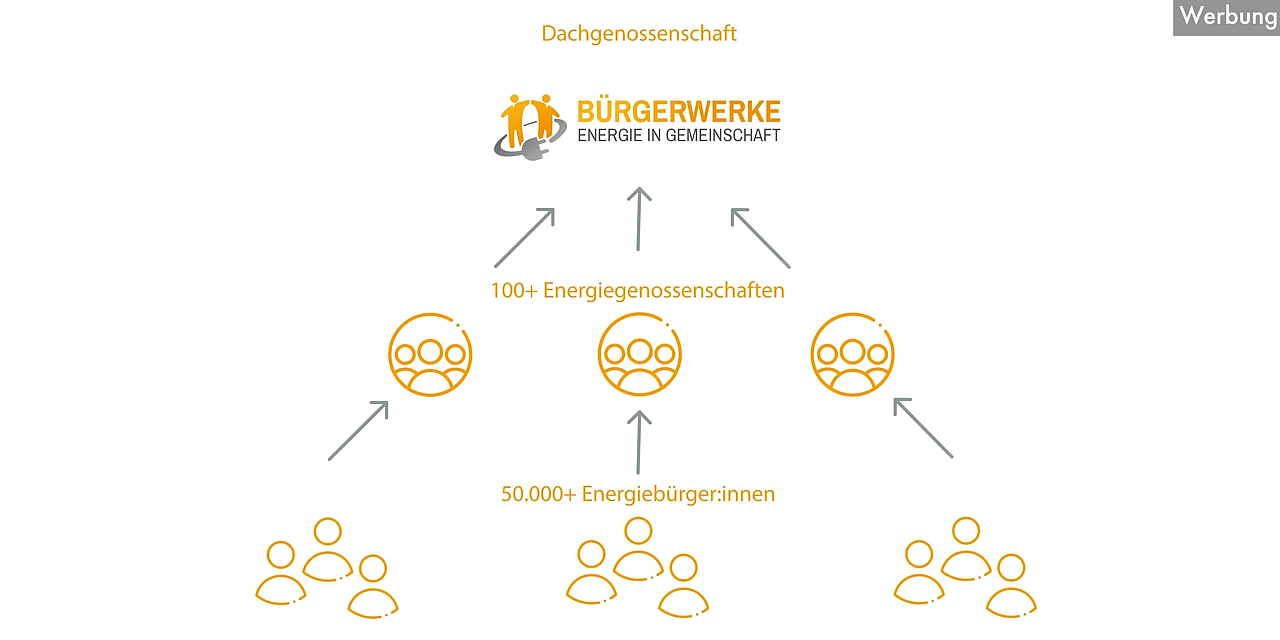 Werbung
Dachgenossenschaft
BÜRGERWERKE
ENERGIE IN GEMEINSCHAFT
100+ Energiegenossenschaften
50.000+ Energiebürger:innen